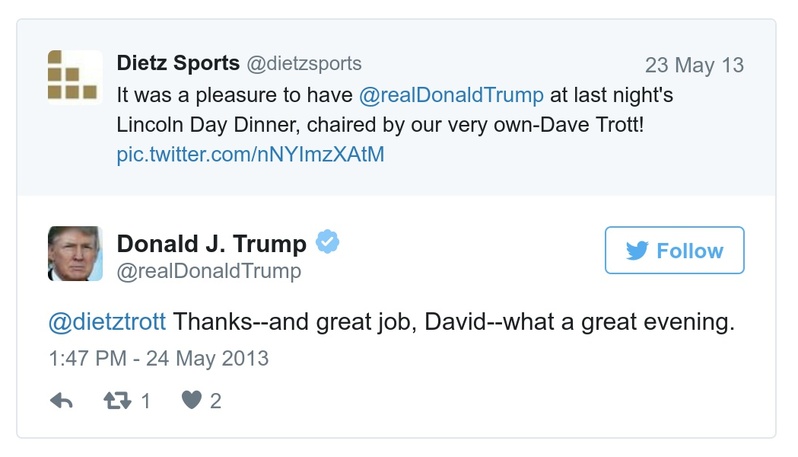 Dietz Sports @dietzsports 23 May 13
It was a pleasure to have @realDonaldTrump at last night's
Lincoln Day Dinner, chaired by our very own-Dave Trott!
pic.twitter.com/nNYImzXAtM
Donald J. Trump
@realDonaldTrump
Follow
@dietztrott Thanks--and great job, David--what a great evening.
1:47 PM - 24 May 2013
1 2